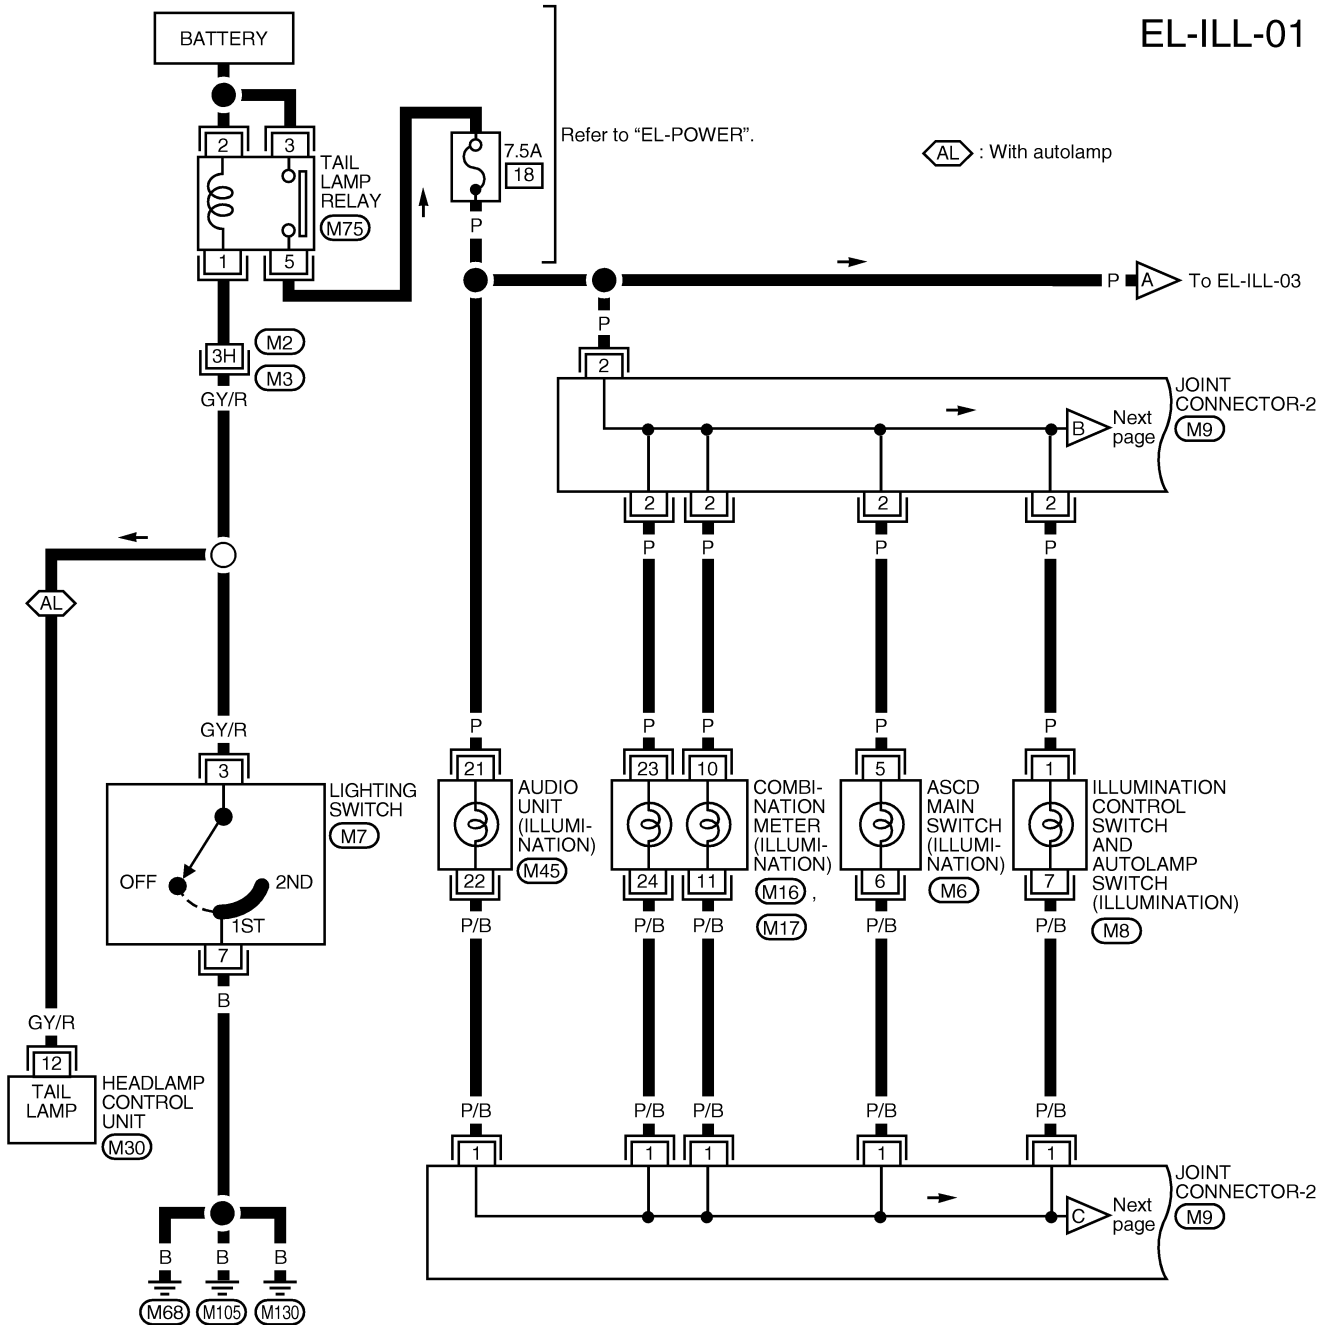 EL-ILL-01
BATTERY
Refer to “EL-POWER”.
AL : With autolamp
2 3
TAIL
LAMP
RELAY
M75
1 5
7.5A
18
P
P A To EL-ILL-03
3H
M2
M3
GY/R
P
2
JOINT
CONNECTOR-2
M9
B Next
page
2 2 2 2
P P P P
AL
GY/R
3
LIGHTING
SWITCH
M7
OFF
2ND
1ST
7
B
GY/R
12
TAIL
LAMP
HEADLAMP
CONTROL
UNIT
M30
P P P P P
21 23 10 5 1
AUDIO
UNIT
(ILLUMI-
NATION)
M45
COMBI-
NATION
METER
(ILLUMI-
NATION)
M16 ,
M17
ASCD
MAIN
SWITCH
(ILLUMI-
NATION)
M6
ILLUMINATION
CONTROL
SWITCH
AND
AUTOLAMP
SWITCH
(ILLUMINATION)
M8
22 24 11 6 7
P/B P/B P/B P/B P/B
P/B P/B P/B P/B P/B
1 1 1 1 1
JOINT
CONNECTOR-2
M9
C Next
page
B B B
M68 M105 M130